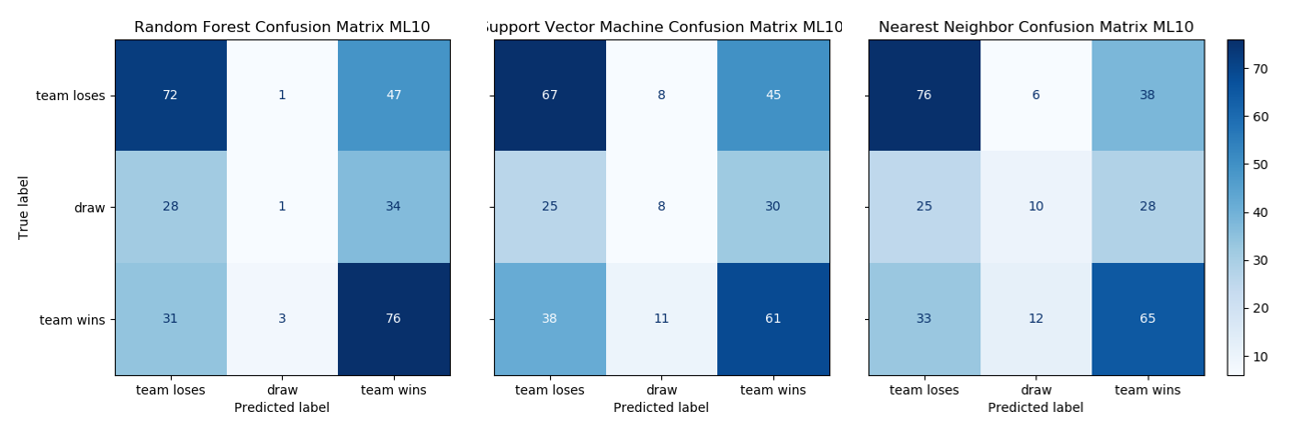 Random Forest Confusion Matrix ML10
upport Vector Machine Confusion Matrix ML10
Nearest Neighbor Confusion Matrix ML10
True label
team loses
draw
team wins
72 1 47
28 1 34
31 3 76
team loses draw team wins
Predicted label
67 8 45
25 8 30
38 11 61
team loses draw team wins
Predicted label
76 6 38
25 10 28
33 12 65
team loses draw team wins
Predicted label
70
60
50
40
30
20
10